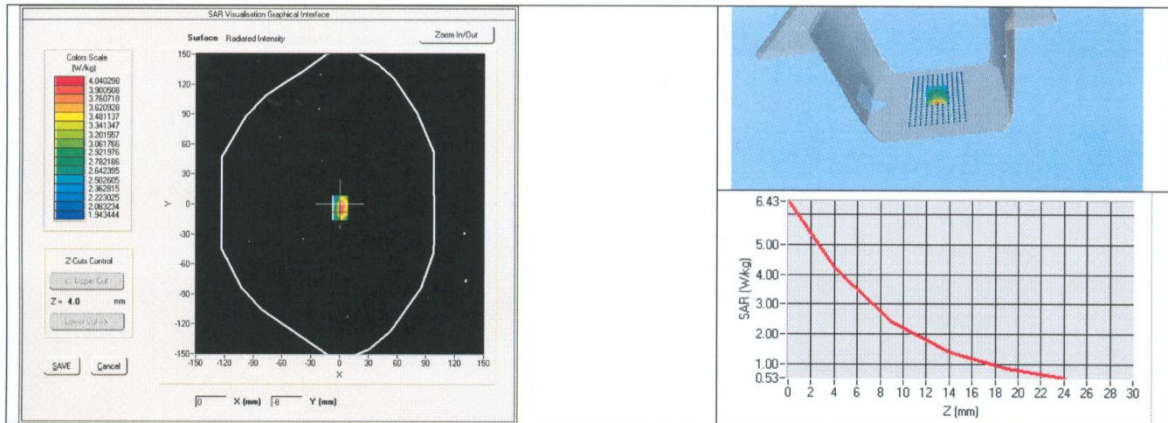 SAR Visualisation Graphical Interface
Surface Radiated Intensity
Zoom In/Out
Colors Scale
(W/kg)
4.040298
3.900508
3.760718
3.620928
3.481137
3.341347
3.201557
3.061766
2.921976
2.782186
2.642395
2.502605
2.362815
2.223025
2.083234
1.943444
Z-Cuts Control
<< Upper Cut
Z = 4.0 mm
Lower Cut >>
SAVE Cancel
150
120
90
60
30
0
-30
-60
-90
-120
-150
Y
-150 -120 -90 -60 -30 0 30 60 90 120 150
X
0 X (mm) -8 Y (mm)
6.43
5.00
4.00
3.00
2.00
1.00
0.53
SAR (W/kg)
0 2 4 6 8 10 12 14 16 18 20 22 24 26 28 30
Z (mm)